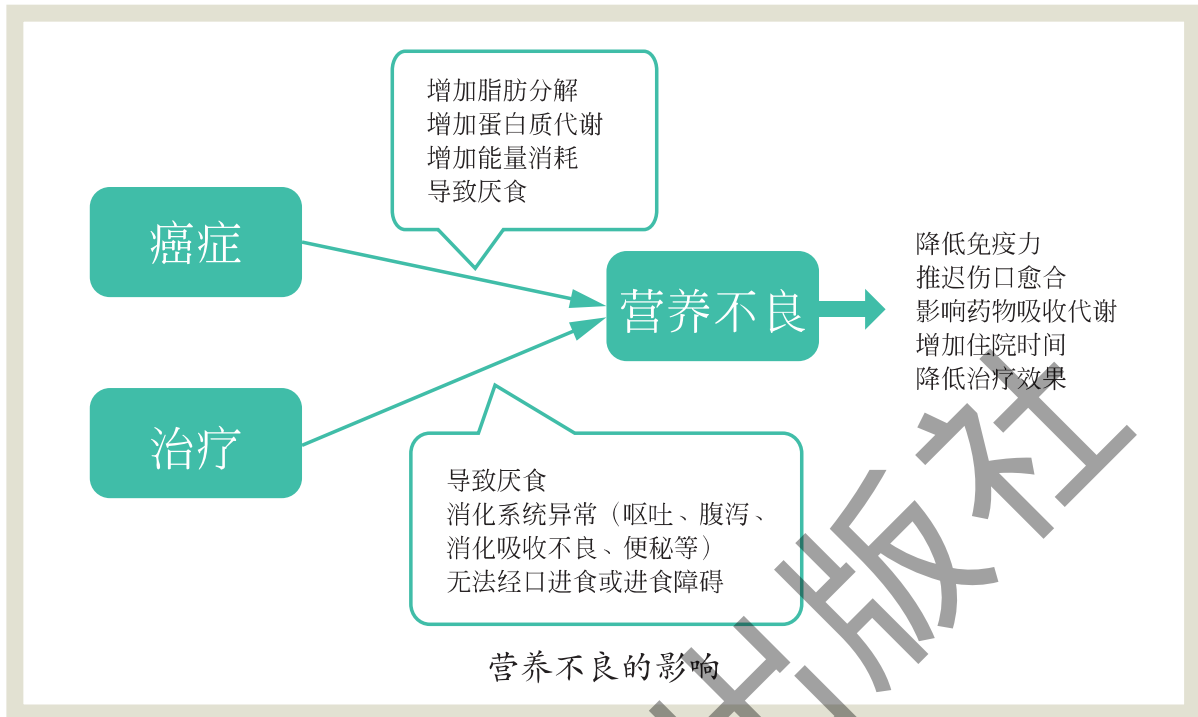 增加脂肪分解
增加蛋白质代谢
增加能量消耗
导致厌食
癌症
营养不良
降低免疫力
推迟伤口愈合
影响药物吸收代谢
增加住院时间
降低治疗效果
治疗
导致厌食
消化系统异常（呕吐、腹泻、
消化吸收不良、便秘等）
无法经口进食或进食障碍
营养不良的影响
出版社